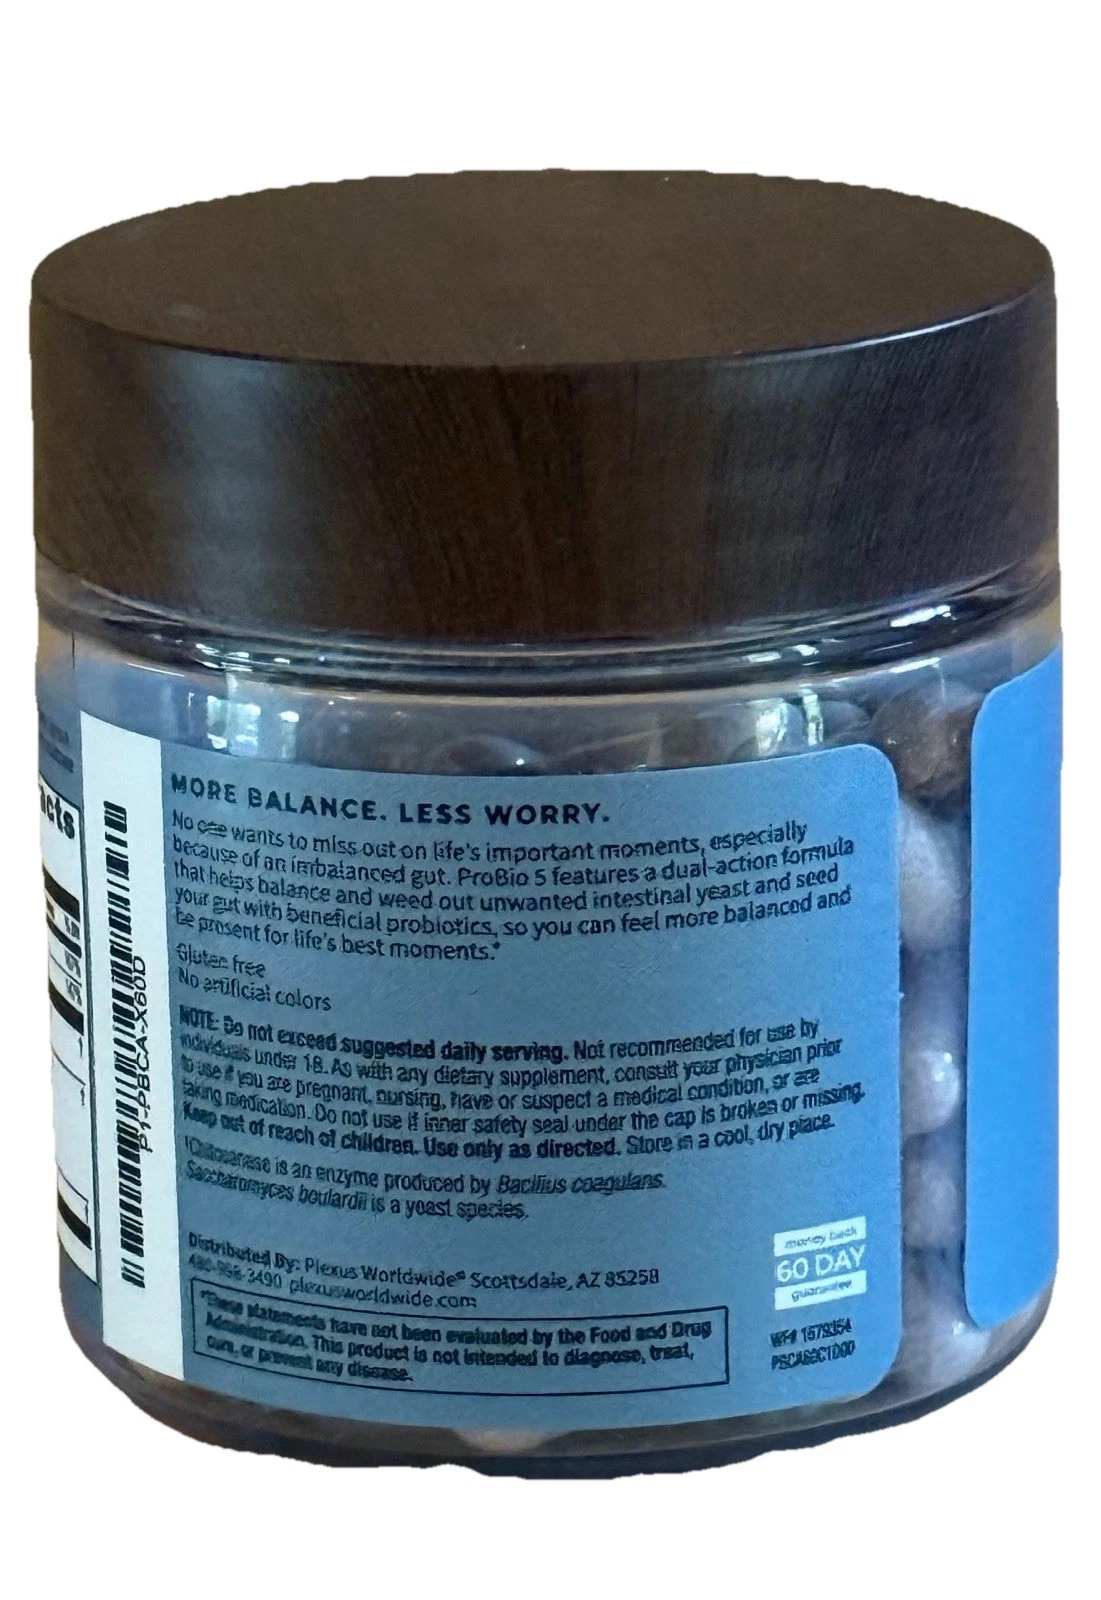 acts
P11-PBCA-X60D
MORE BALANCE. LESS WORRY.
No one wants to miss out on life's important moments, especially
because of an imbalanced gut. ProBio 5 features a dual-action formula
that helps balance and weed out unwanted intestinal yeast and seed
your gut with beneficial probiotics, so you can feel more balanced and
be present for life's best moments.*
Gluten free
No artificial colors
NOTE: Do not exceed suggested daily serving. Not recommended for use by
individuals under 18. As with any dietary supplement, consult your physician prior
to use if you are pregnant, nursing, have or suspect a medical condition, or are
taking medication. Do not use if inner safety seal under the cap is broken or missing.
Keep out of reach of children. Use only as directed. Store in a cool, dry place.
Chitosanase is an enzyme produced by Bacillus coagulans.
Saccharomyces boulardii is a yeast species.
Distributed By: Plexus Worldwide® Scottsdale, AZ 85258
3490 plexusworldwide.com
*These statements have not been evaluated by the Food and Drug
Administration. This product is not intended to diagnose, treat,
cure, or prevent any disease.
money back
60 DAY
guarantee